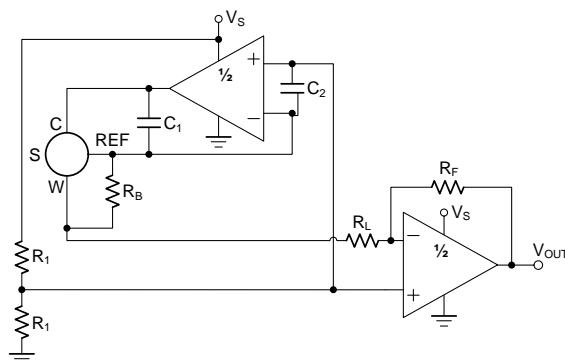 VS
½
+
−
C2
C
C1
REF
S
W
RB
RF
RL
VS
½
−
+
VOUT
R1
R1